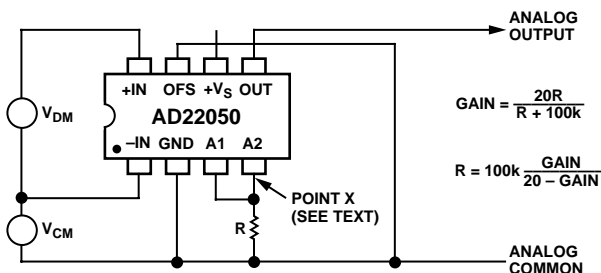 ANALOG
OUTPUT
+IN OFS +VS OUT
AD22050
–IN GND A1 A2
VDM
VCM
POINT X
(SEE TEXT)
R
GAIN = 20R / R + 100k
R = 100k GAIN / 20 – GAIN
ANALOG
COMMON